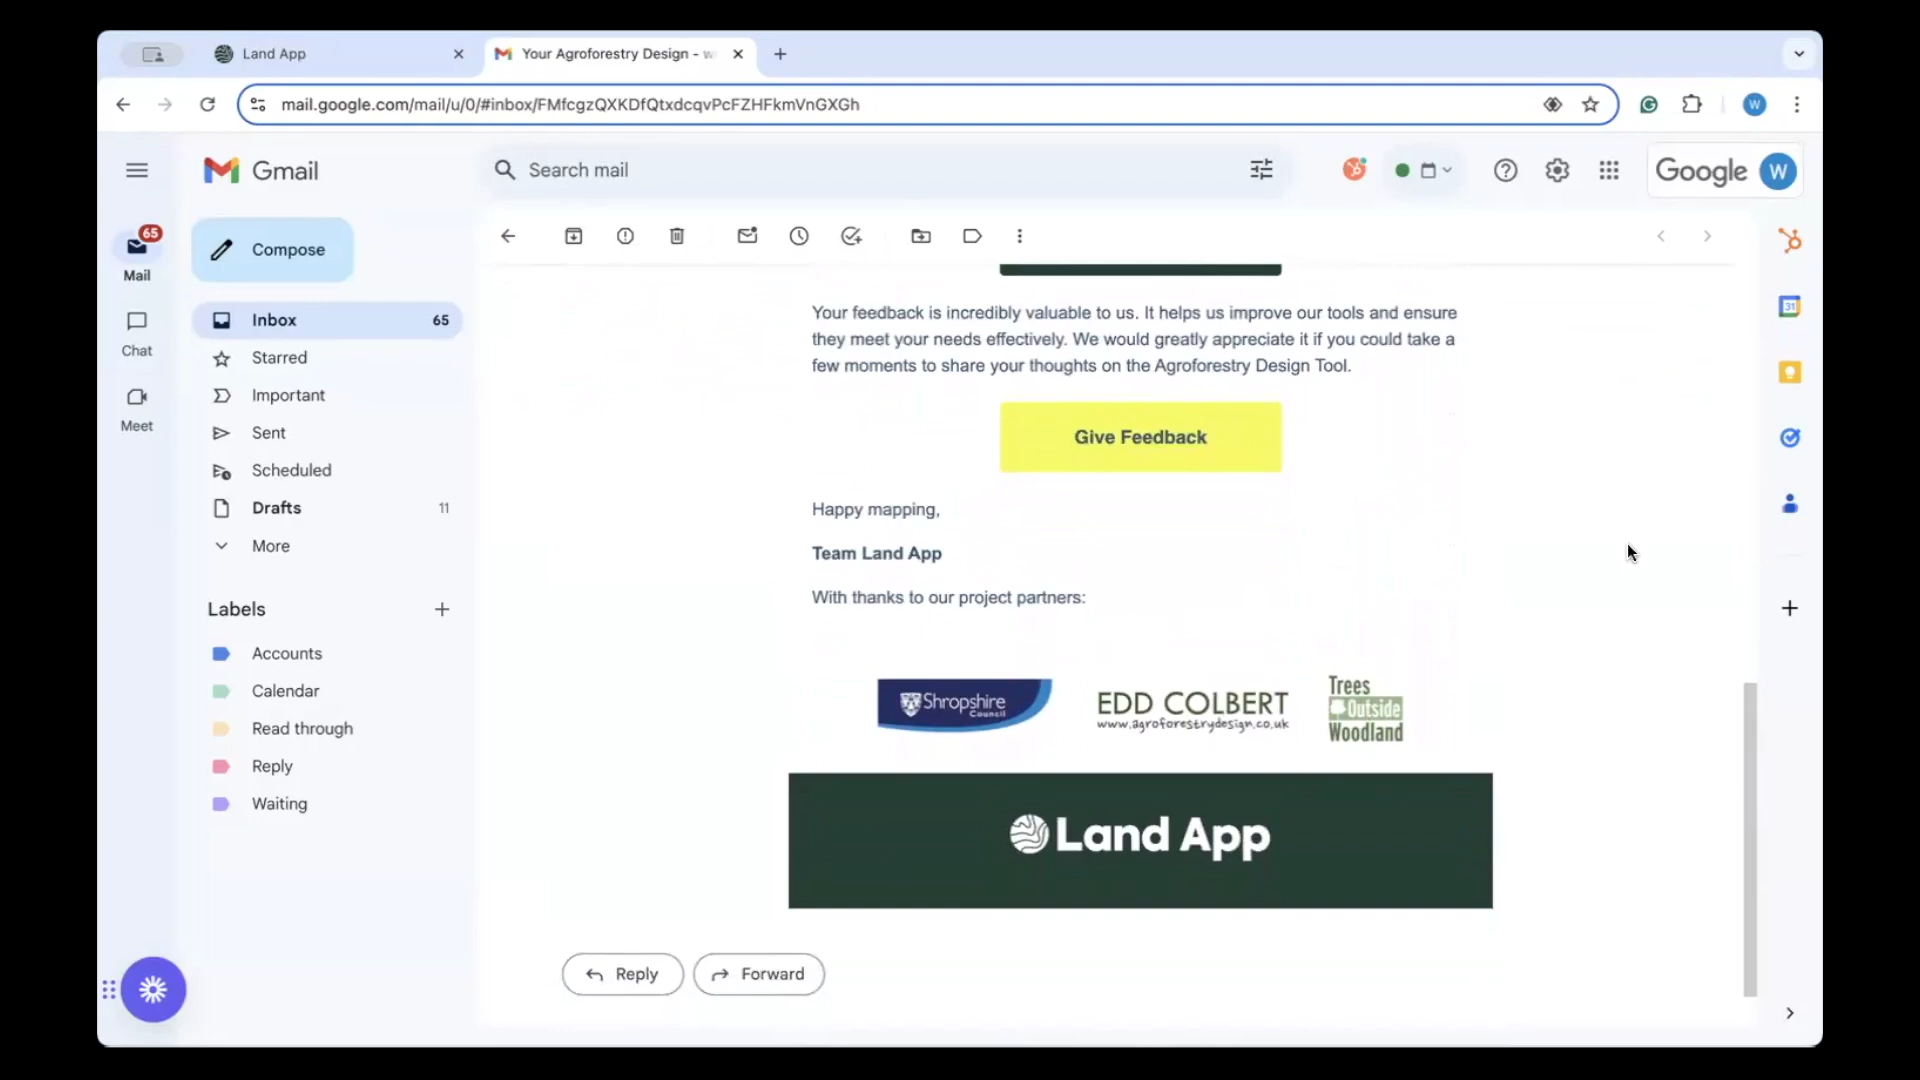 Land App
Your Agroforestry Design - w
mail.google.com/mail/u/0/#inbox/FMfcgzQXKDfQtxdcqvPcFZHFkmVnGXGh
W
Gmail
Search mail
Google
W
65
Mail
Chat
Meet
Compose
Inbox 65
Starred
Important
Sent
Scheduled
Drafts 11
More
Labels
Accounts
Calendar
Read through
Reply
Waiting
31
Your feedback is incredibly valuable to us. It helps us improve our tools and ensure
they meet your needs effectively. We would greatly appreciate it if you could take a
few moments to share your thoughts on the Agroforestry Design Tool.
Give Feedback
Happy mapping,
Team Land App
With thanks to our project partners:
Shropshire
Council
EDD COLBERT
www.agroforestrydesign.co.uk
Trees
Outside
Woodland
Land App
Reply
Forward